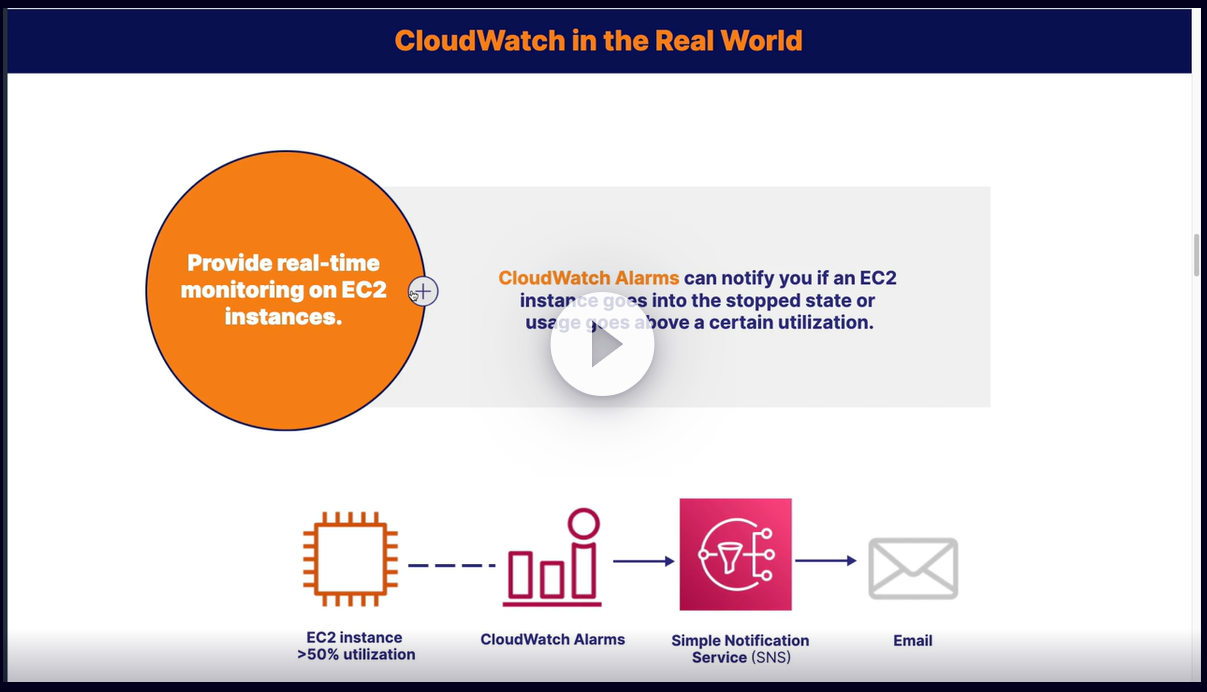 CloudWatch in the Real World
Provide real-time
monitoring on EC2
instances.
CloudWatch Alarms can notify you if an EC2
instance goes into the stopped state or
usage goes above a certain utilization.
EC2 instance
>50% utilization
CloudWatch Alarms
Simple Notification
Service (SNS)
Email